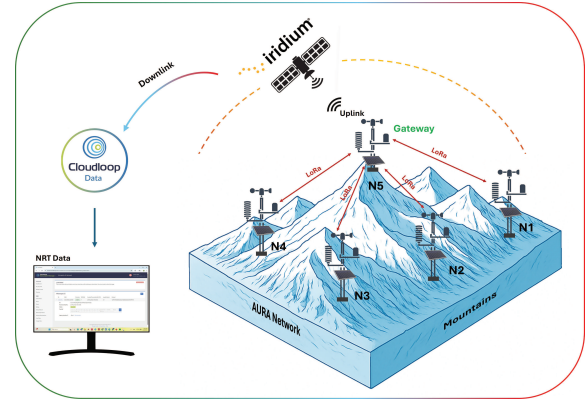 iridium
Downlink
Uplink
Gateway
Cloudloop
Data
LoRa
LoRa
LoRa
LoRa
N5
N1
N4
N2
N3
NRT Data
AURA Network
Mountains